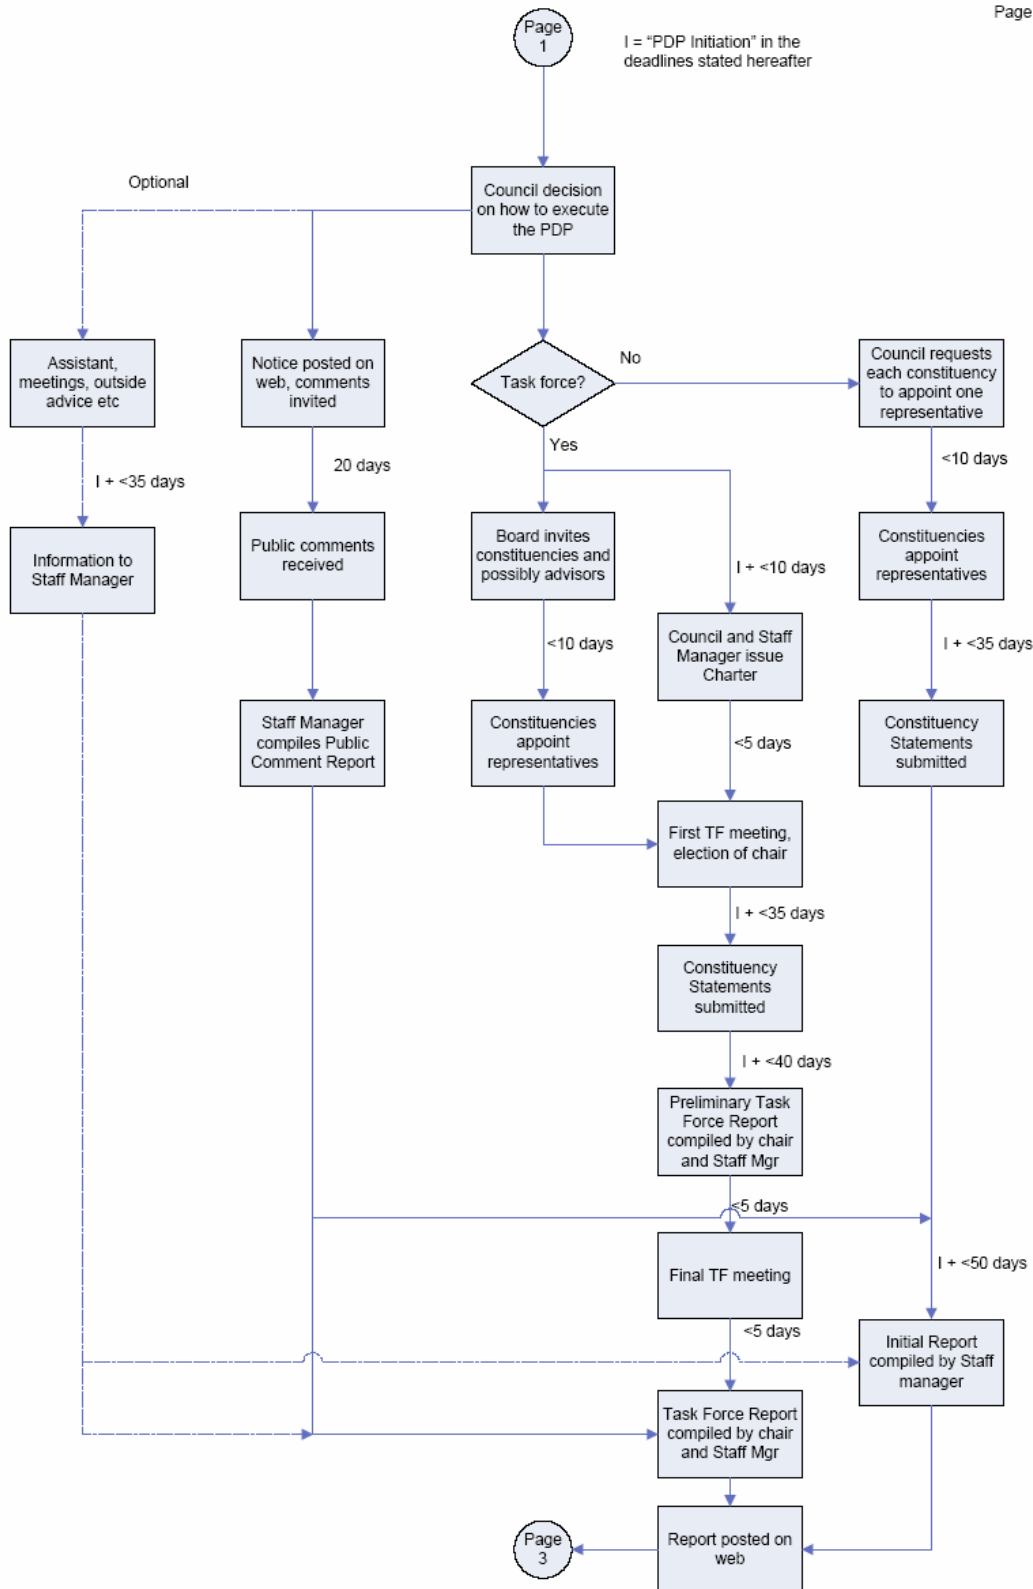 Page
Page
1
I = "PDP Initiation" in the
deadlines stated hereafter
Optional
Council decision
on how to execute
the PDP
Assistant,
meetings, outside
advice etc
Notice posted on
web, comments
invited
Task force?
No
Council requests
each constituency
to appoint one
representative
Yes
I + <35 days
20 days
<10 days
Information to
Staff Manager
Public comments
received
Board invites
constituencies and
possibly advisors
I + <10 days
Constituencies
appoint
representatives
<10 days
Council and Staff
Manager issue
Charter
I + <35 days
Staff Manager
compiles Public
Comment Report
Constituencies
appoint
representatives
<5 days
Constituency
Statements
submitted
First TF meeting,
election of chair
I + <35 days
Constituency
Statements
submitted
I + <40 days
Preliminary Task
Force Report
compiled by chair
and Staff Mgr
<5 days
Final TF meeting
I + <50 days
<5 days
Initial Report
compiled by Staff
manager
Task Force Report
compiled by chair
and Staff Mgr
Report posted on
web
Page
3